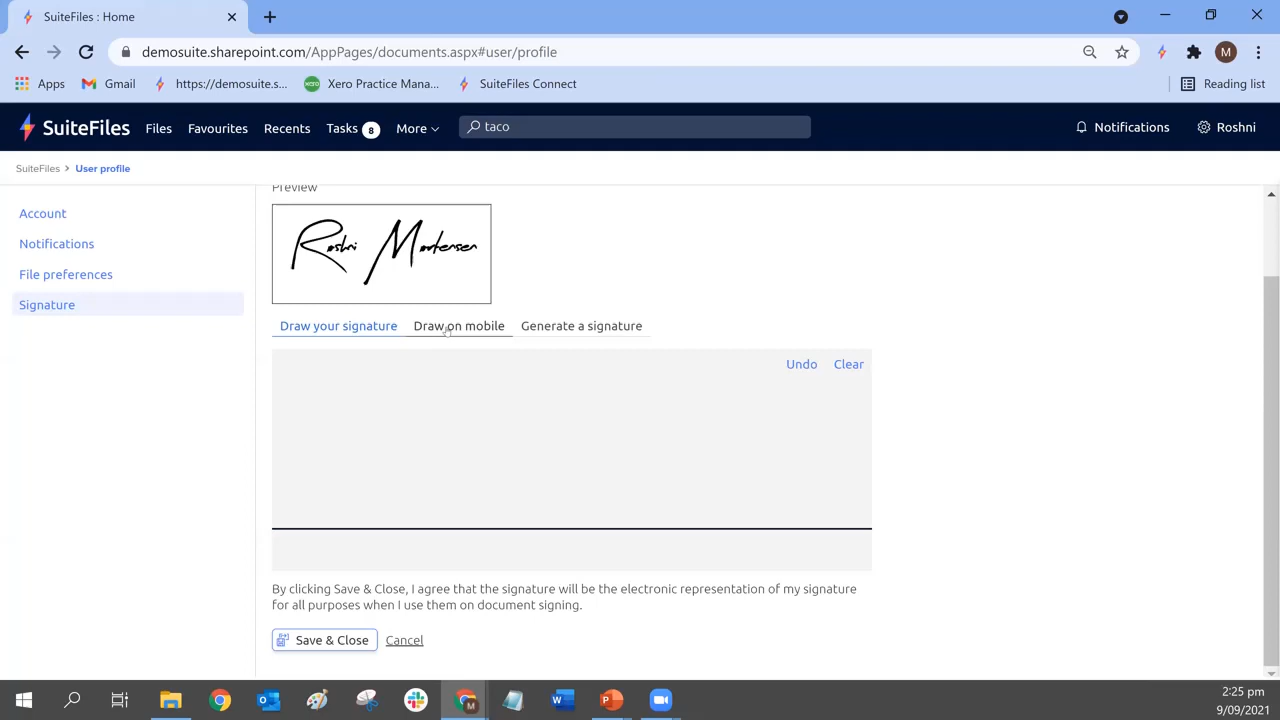 SuiteFiles : Home
demosuite.sharepoint.com/AppPages/documents.aspx#user/profile
M
Apps
Gmail
https://demosuite.s...
xero
Xero Practice Mana...
SuiteFiles Connect
Reading list
SuiteFiles
Files
Favourites
Recents
Tasks 8
More
taco
Notifications
Roshni
SuiteFiles > User profile
Account
Notifications
File preferences
Signature
Preview
Roshni Mortensen
Draw your signature
Draw on mobile
Generate a signature
Undo
Clear
By clicking Save & Close, I agree that the signature will be the electronic representation of my signature
for all purposes when I use them on document signing.
Save & Close
Cancel
2:25 pm
9/09/2021